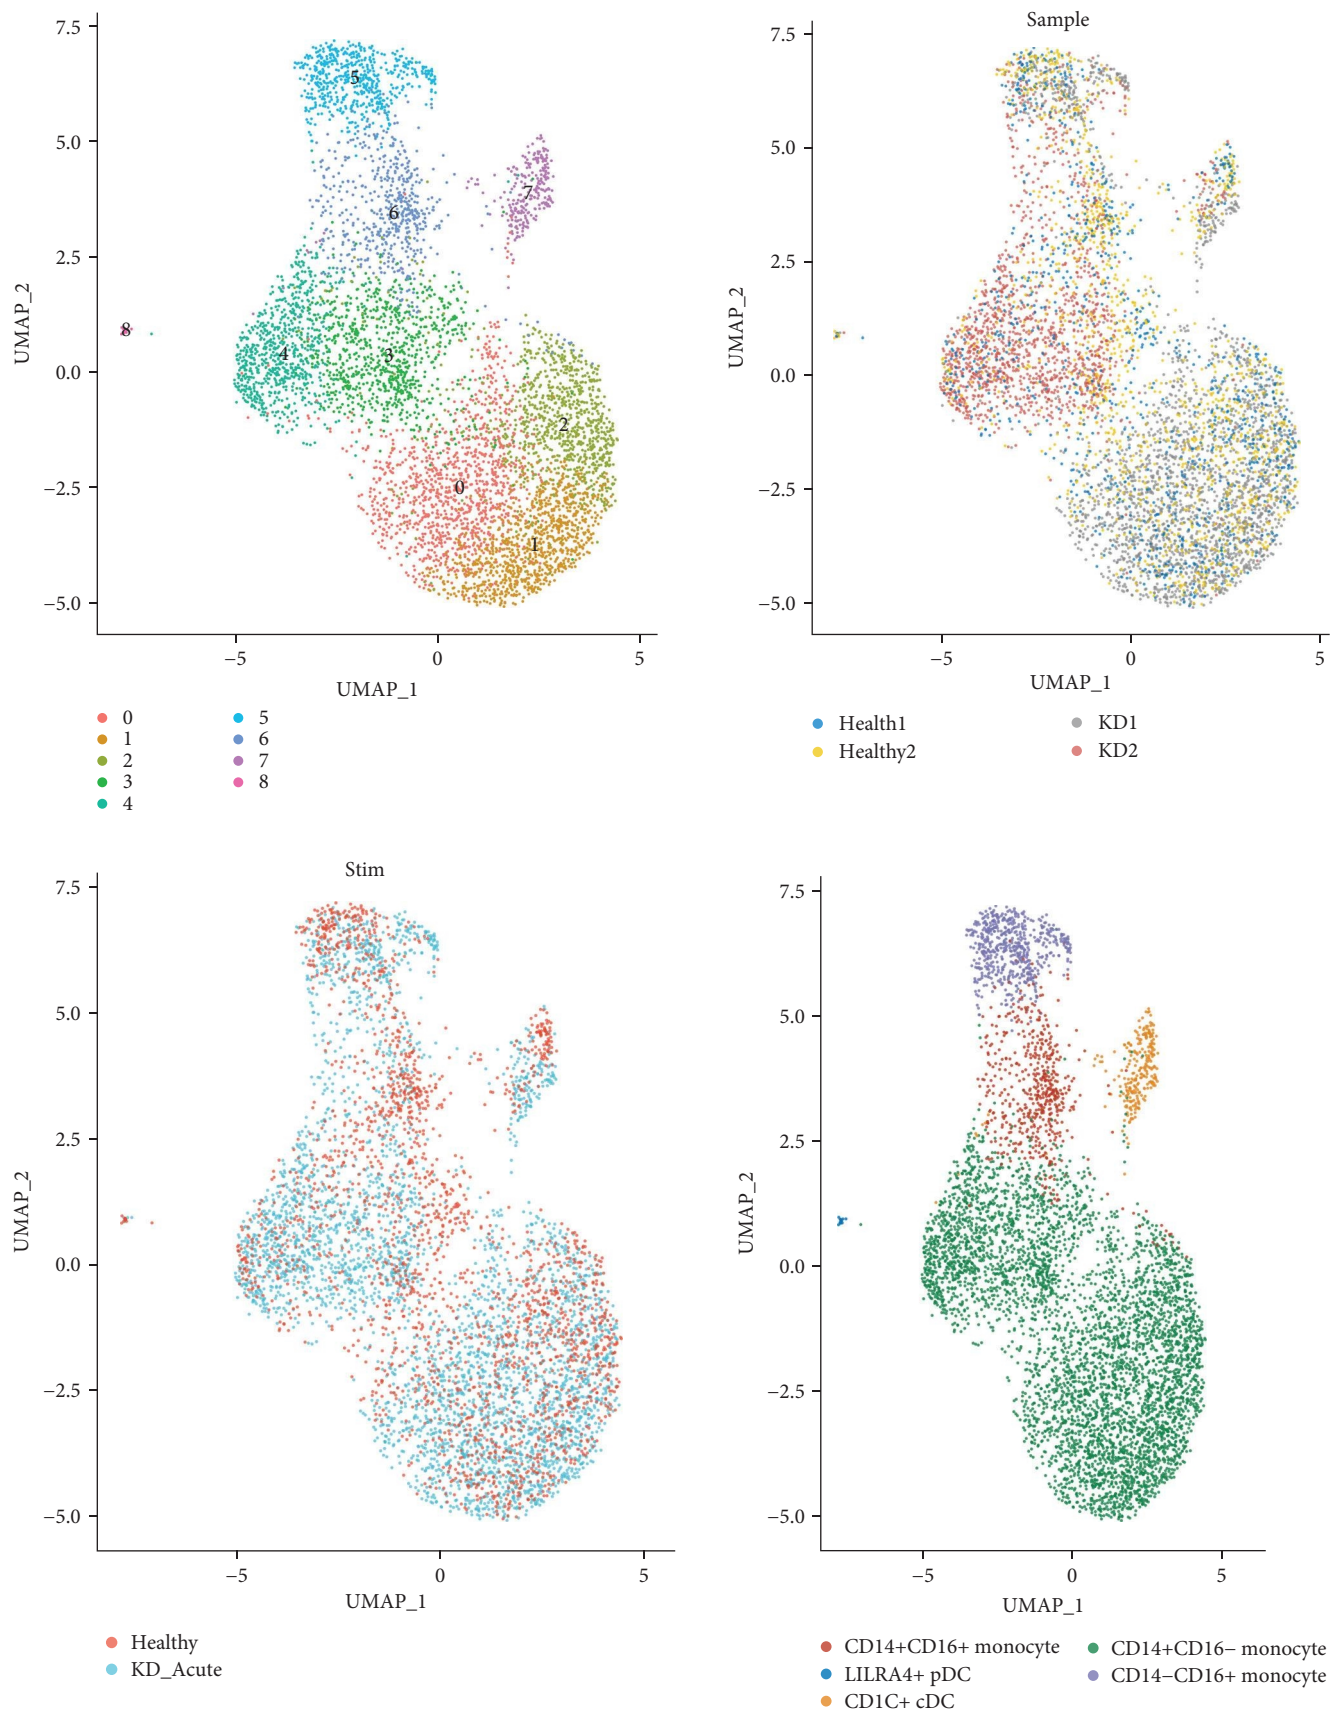 7.5
5.0
2.5
0.0
−2.5
−5.0
UMAP_2
5
6
7
8
4
3
2
0
1
−5 0 5
UMAP_1
0 5
1 6
2 7
3 8
4
Sample
7.5
5.0
2.5
0.0
−2.5
−5.0
UMAP_2
−5 0 5
UMAP_1
Health1 KD1
Healthy2 KD2
Stim
7.5
5.0
2.5
0.0
−2.5
−5.0
UMAP_2
−5 0 5
UMAP_1
Healthy
KD_Acute
7.5
5.0
2.5
0.0
−2.5
−5.0
UMAP_2
−5 0 5
UMAP_1
CD14+CD16+ monocyte CD14+CD16− monocyte
LILRA4+ pDC CD14−CD16+ monocyte
CD1C+ cDC